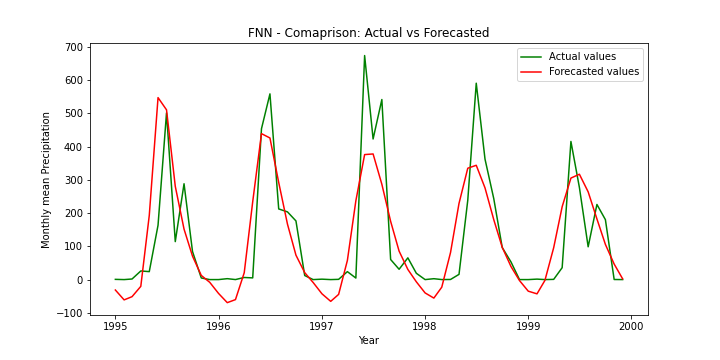 FNN - Comaprison: Actual vs Forecasted
Actual values
Forecasted values
Monthly mean Precipitation
700
600
500
400
300
200
100
0
−100
1995 1996 1997 1998 1999 2000
Year